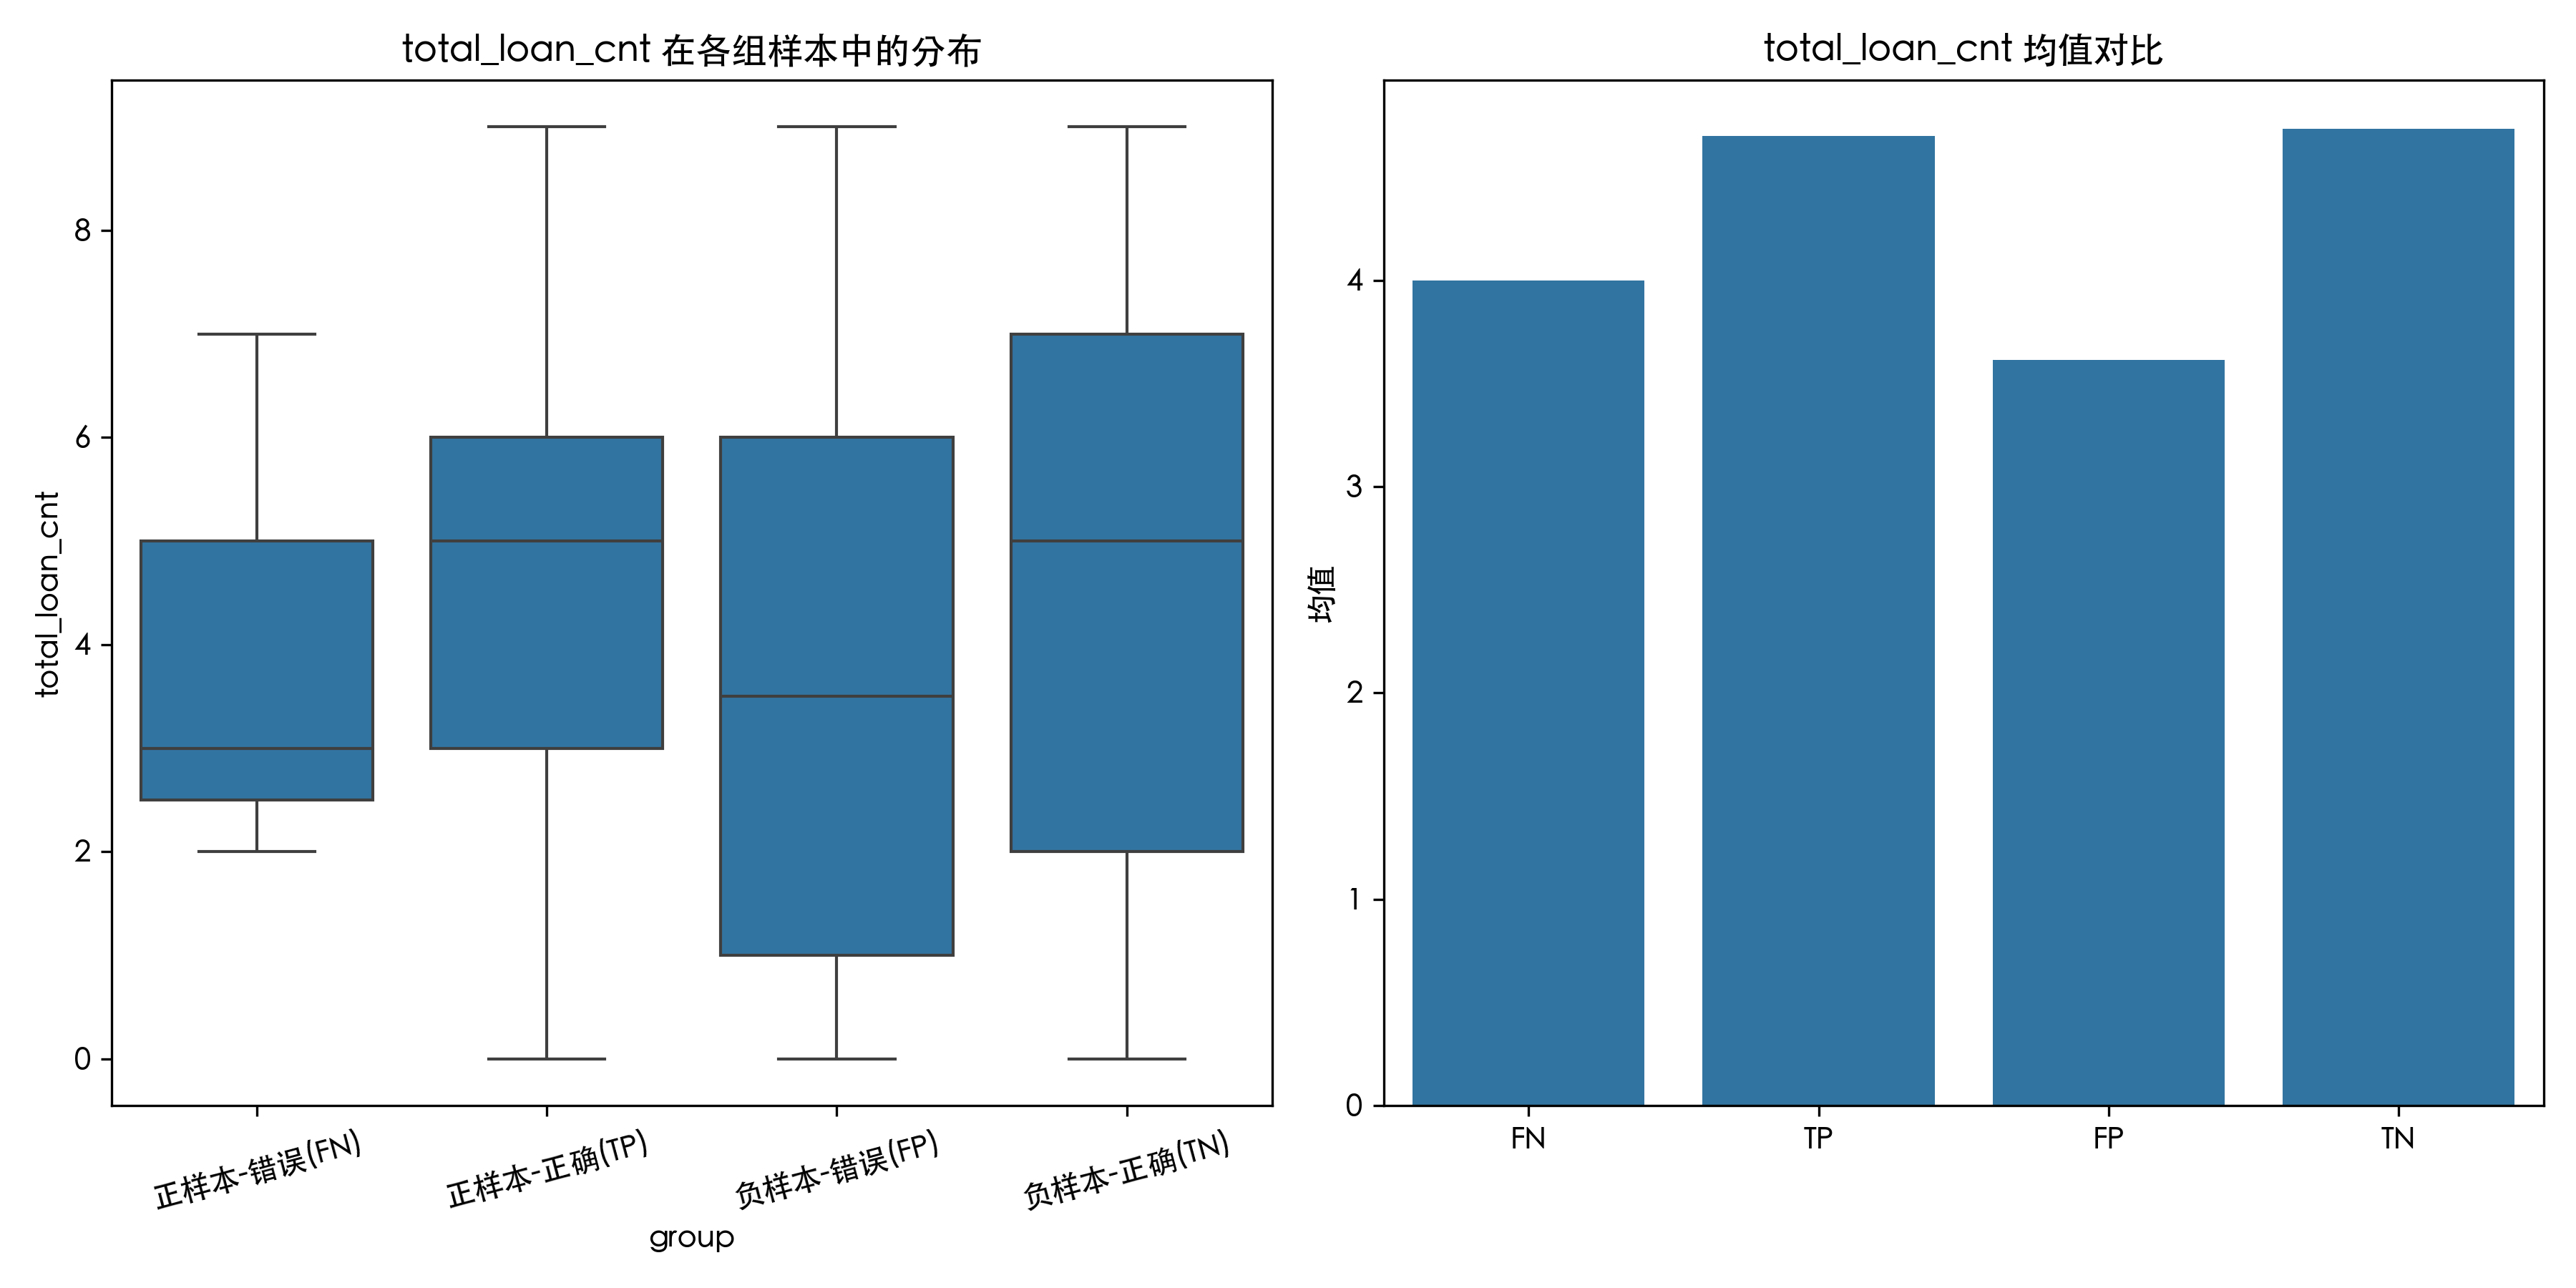 total_loan_cnt 在各组样本中的分布
total_loan_cnt
8
6
4
2
0
正样本-错误(FN)
正样本-正确(TP)
负样本-错误(FP)
负样本-正确(TN)
group
total_loan_cnt 均值对比
均值
4
3
2
1
0
FN
TP
FP
TN